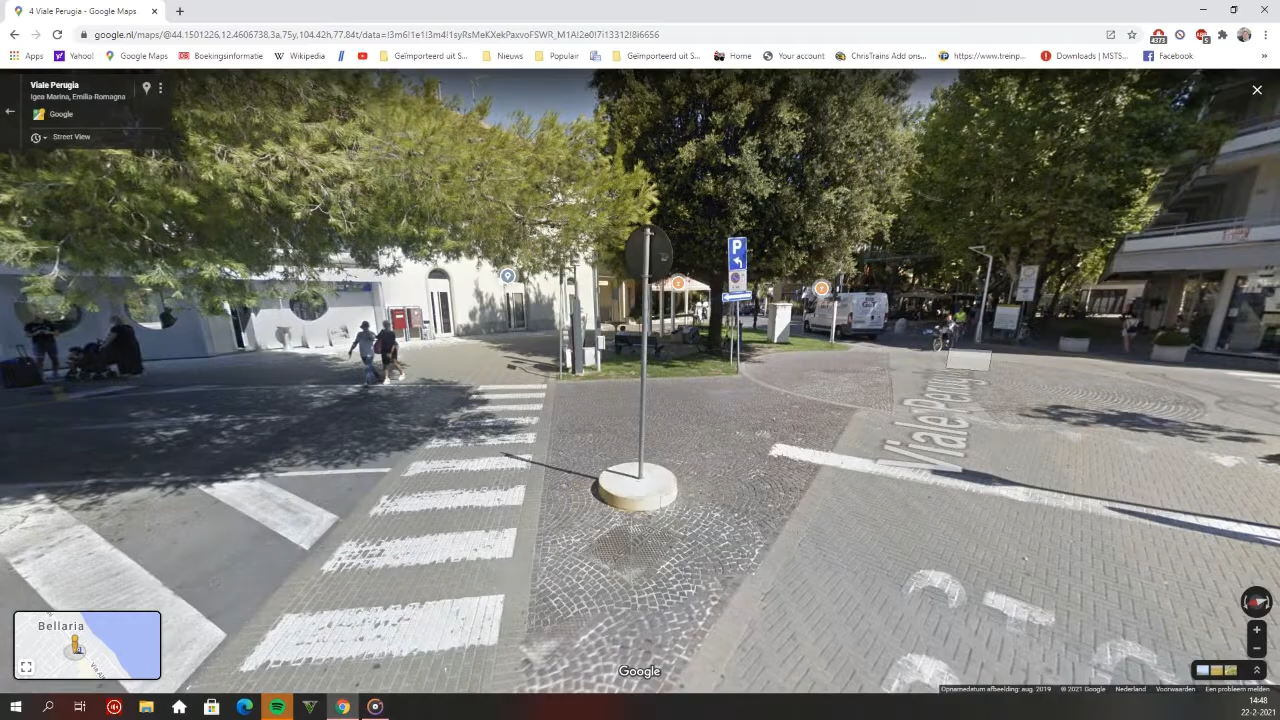 4 Viale Perugia - Google Maps
google.nl/maps/@44.1501226,12.4606738,3a,75y,104.42h,77.84t/data=!3m6!1e1!3m4!1syRsMeKXekPaxvoFSWR_M1A!2e0!7i13312!8i6656
Apps
Yahoo!
Google Maps
Boekingsinformatie
Wikipedia
//
Geïmporteerd uit S...
Nieuws
Populair
Geïmporteerd uit S...
Home
Your account
ChrisTrains Add ons...
https://www.treinp...
Downloads | MSTS...
Facebook
»
Viale Perugia
Igea Marina, Emilia-Romagna
Google
Street View
P
Viale Perugia
Bellaria
Google
Opnamedatum afbeelding: aug. 2019 © 2021 Google Nederland Voorwaarden Een probleem melden
14:48
22-2-2021